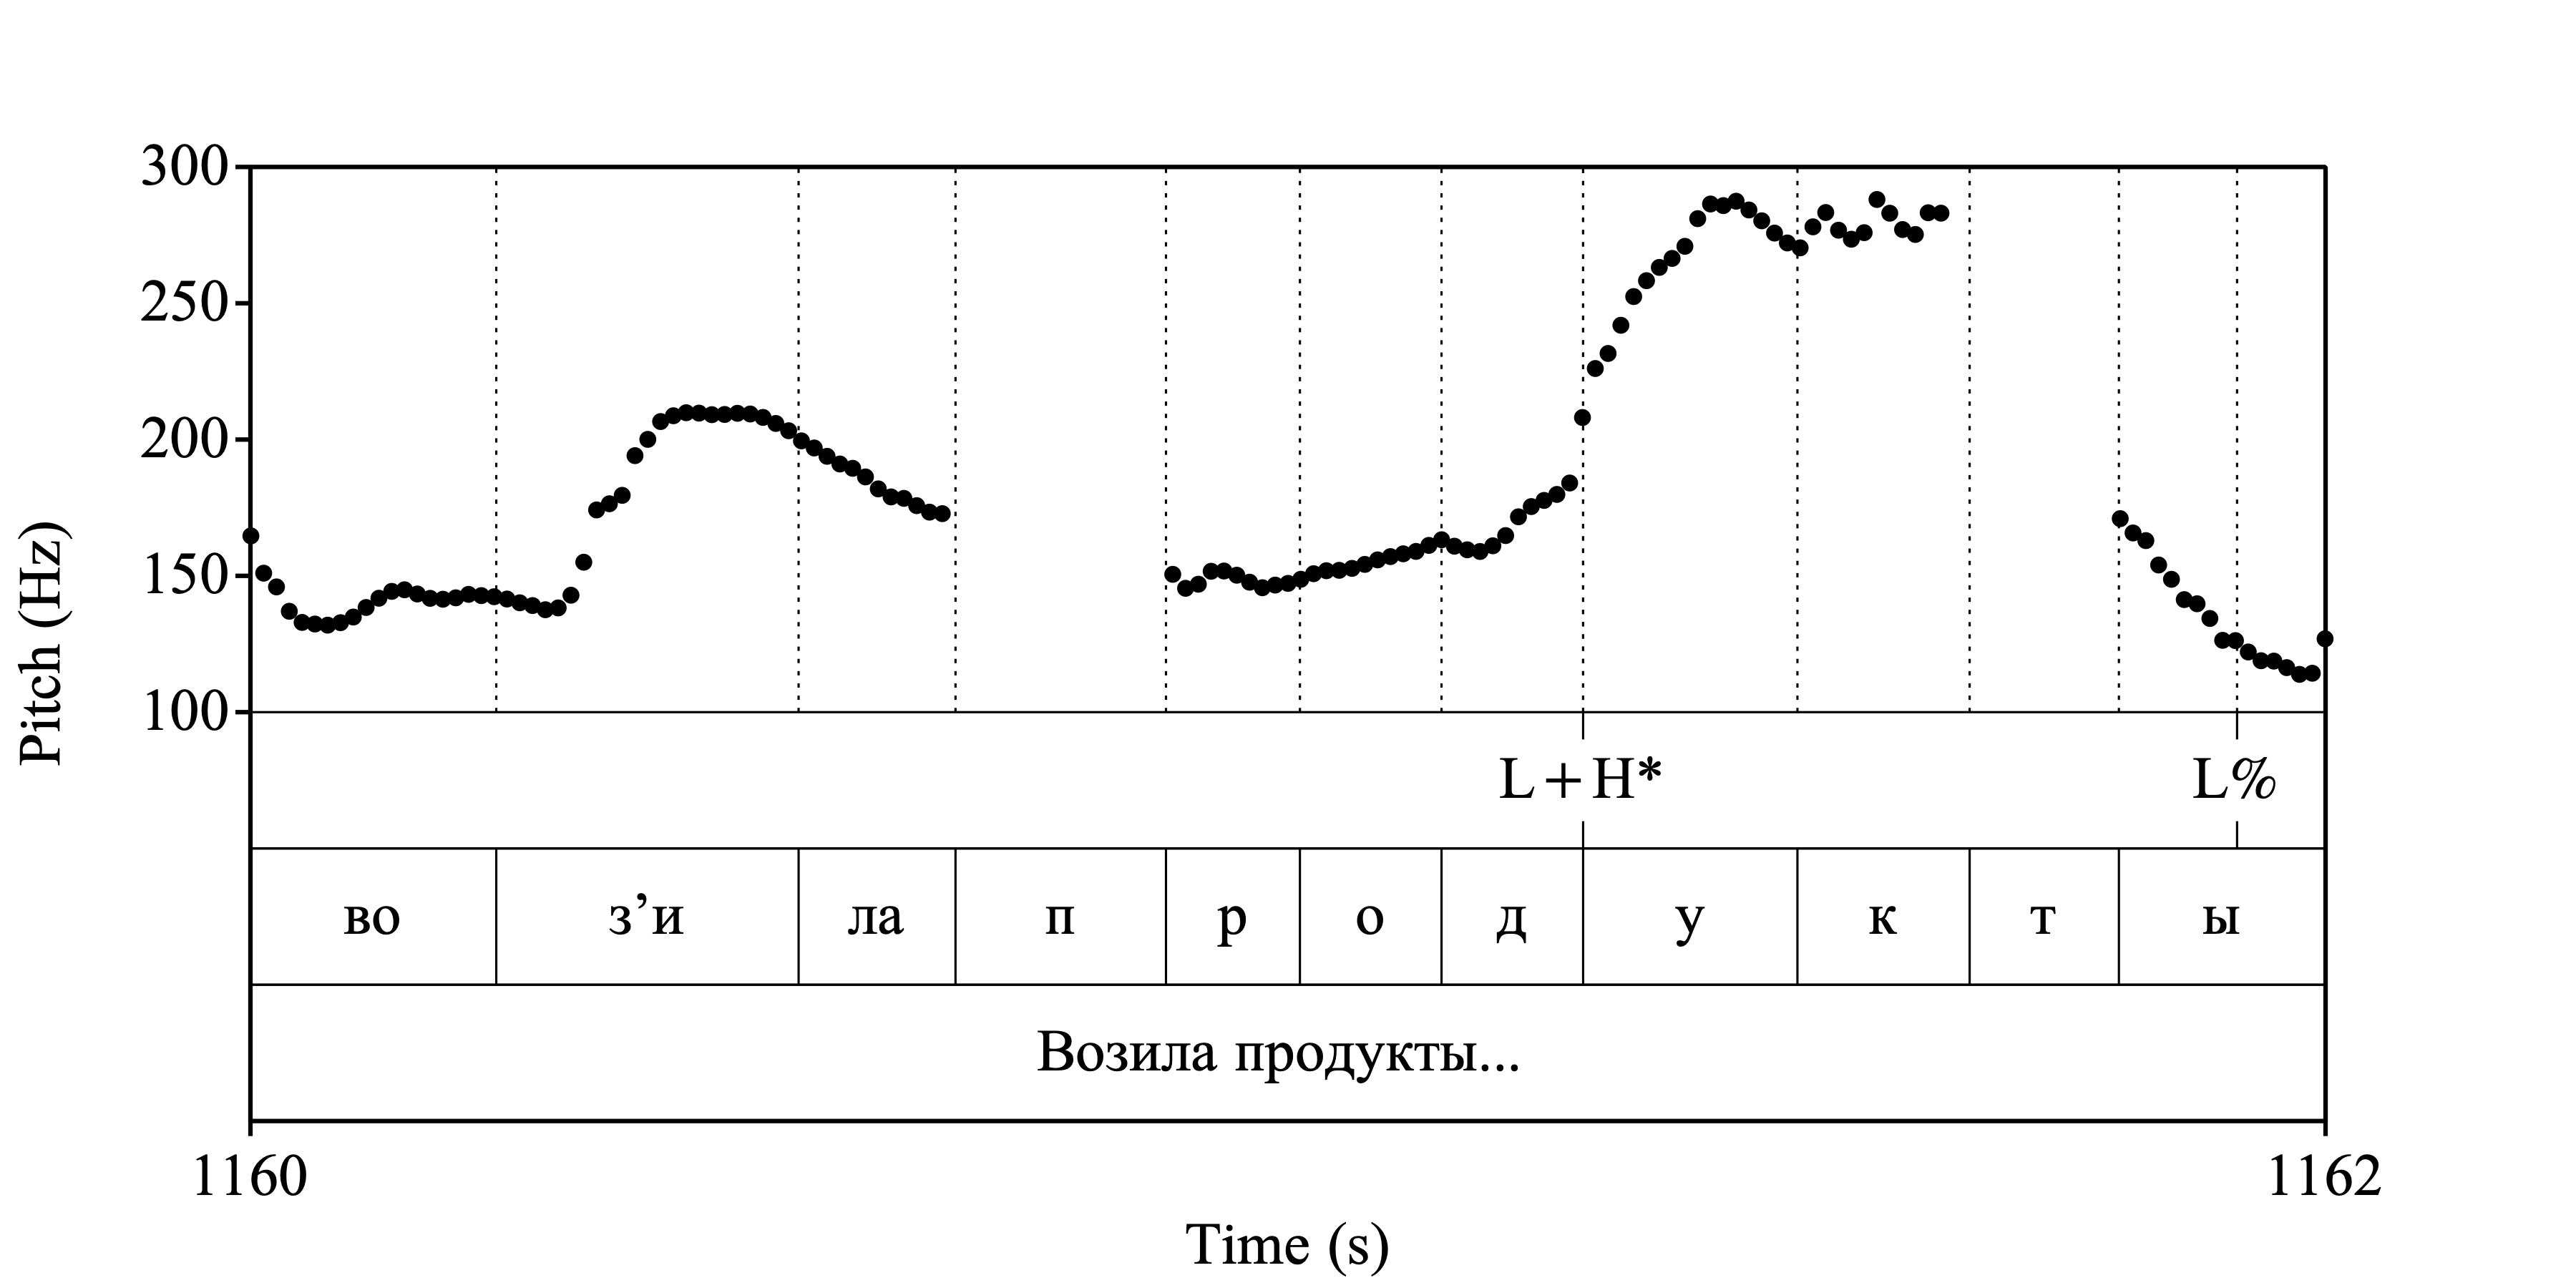 300
250
200
150
100
Pitch (Hz)
L+H* L%
во з’и ла п р о д у к т ы
Возила продукты...
1160 1162
Time (s)